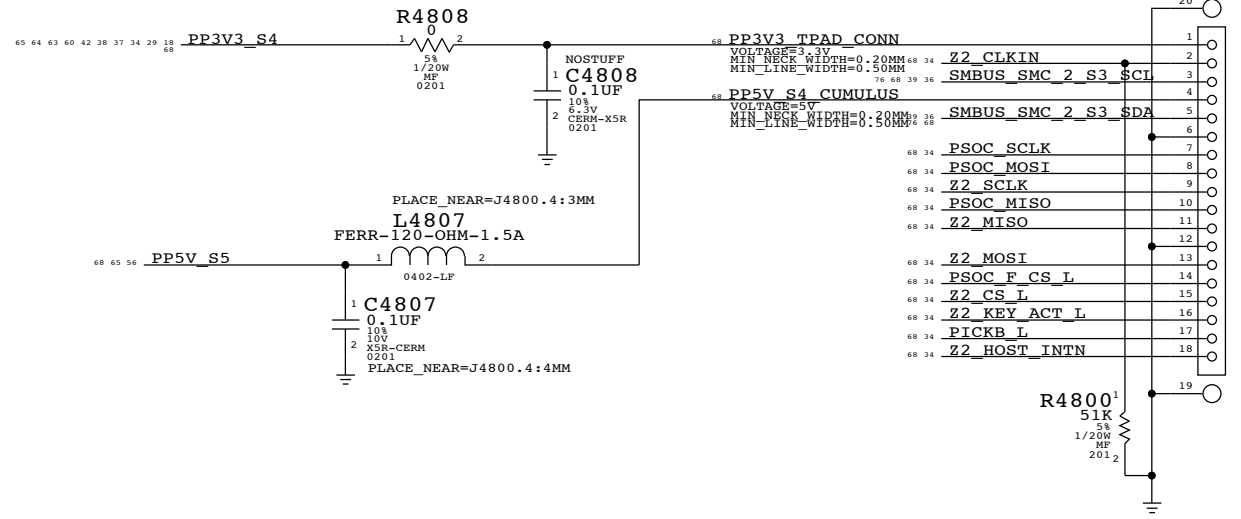 R4808
0
65 64 63 60 42 38 37 34 29 18
68
PP3V3_S4
1
2
5%
1/20W
MF
0201
NOSTUFF
1
C4808
0.1UF
10%
6.3V
2
CERM-X5R
0201
68
PP3V3_TPAD_CONN
VOLTAGE=3.3V
MIN_NECK_WIDTH=0.20MM
MIN_LINE_WIDTH=0.50MM
68
PP5V_S4_CUMULUS
VOLTAGE=5V
MIN_NECK_WIDTH=0.20MM
MIN_LINE_WIDTH=0.50MM
20
1
68 34
Z2_CLKIN
2
76 68 39 36
SMBUS_SMC_2_S3_SCL
3
4
39 36
76 68
SMBUS_SMC_2_S3_SDA
5
6
68 34
PSOC_SCLK
7
68 34
PSOC_MOSI
8
68 34
Z2_SCLK
9
68 34
PSOC_MISO
10
68 34
Z2_MISO
11
12
68 34
Z2_MOSI
13
68 34
PSOC_F_CS_L
14
68 34
Z2_CS_L
15
68 34
Z2_KEY_ACT_L
16
68 34
PICKB_L
17
68 34
Z2_HOST_INTN
18
19
PLACE_NEAR=J4800.4:3MM
L4807
FERR-120-OHM-1.5A
68 65 56
PP5V_S5
1
2
0402-LF
1
C4807
0.1UF
10%
10V
2
X5R-CERM
0201
PLACE_NEAR=J4800.4:4MM
R4800
1
51K
5%
1/20W
MF
201
2